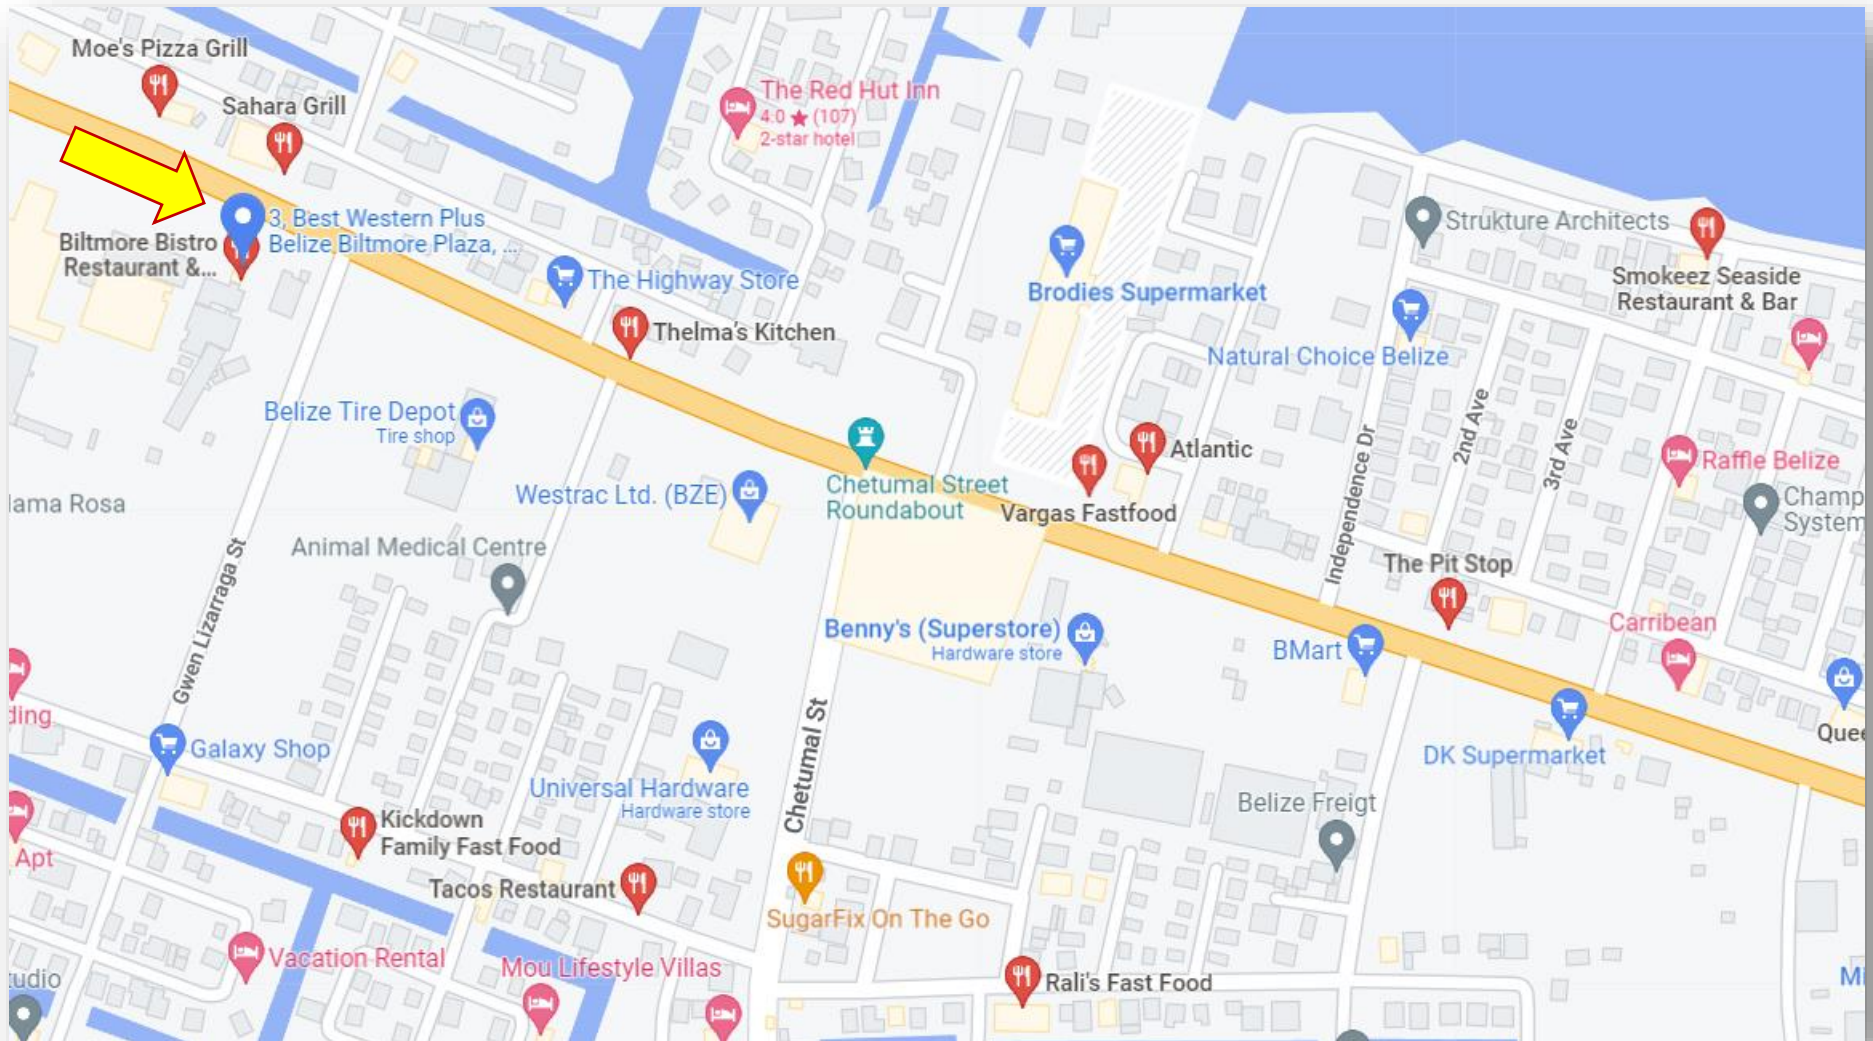 Moe's Pizza Grill
Sahara Grill
The Red Hut Inn
4.0 ★ (107)
2-star hotel
3, Best Western Plus
Belize Biltmore Plaza, ...
Biltmore Bistro
Restaurant &...
The Highway Store
Thelma's Kitchen
Brodies Supermarket
Strukture Architects
Smokeez Seaside
Restaurant & Bar
Natural Choice Belize
Belize Tire Depot
Tire shop
Westrac Ltd. (BZE)
Chetumal Street
Roundabout
Atlantic
Vargas Fastfood
Independence Dr
2nd Ave
3rd Ave
Raffle Belize
Champ
System
lama Rosa
Animal Medical Centre
Gwen Lizarraga St
The Pit Stop
Carribean
Benny's (Superstore)
Hardware store
BMart
ding
Galaxy Shop
Universal Hardware
Hardware store
Chetumal St
DK Supermarket
Quee
Belize Freigt
Kickdown
Family Fast Food
Apt
Tacos Restaurant
SugarFix On The Go
Vacation Rental
Mou Lifestyle Villas
Rali's Fast Food
udio
Mi